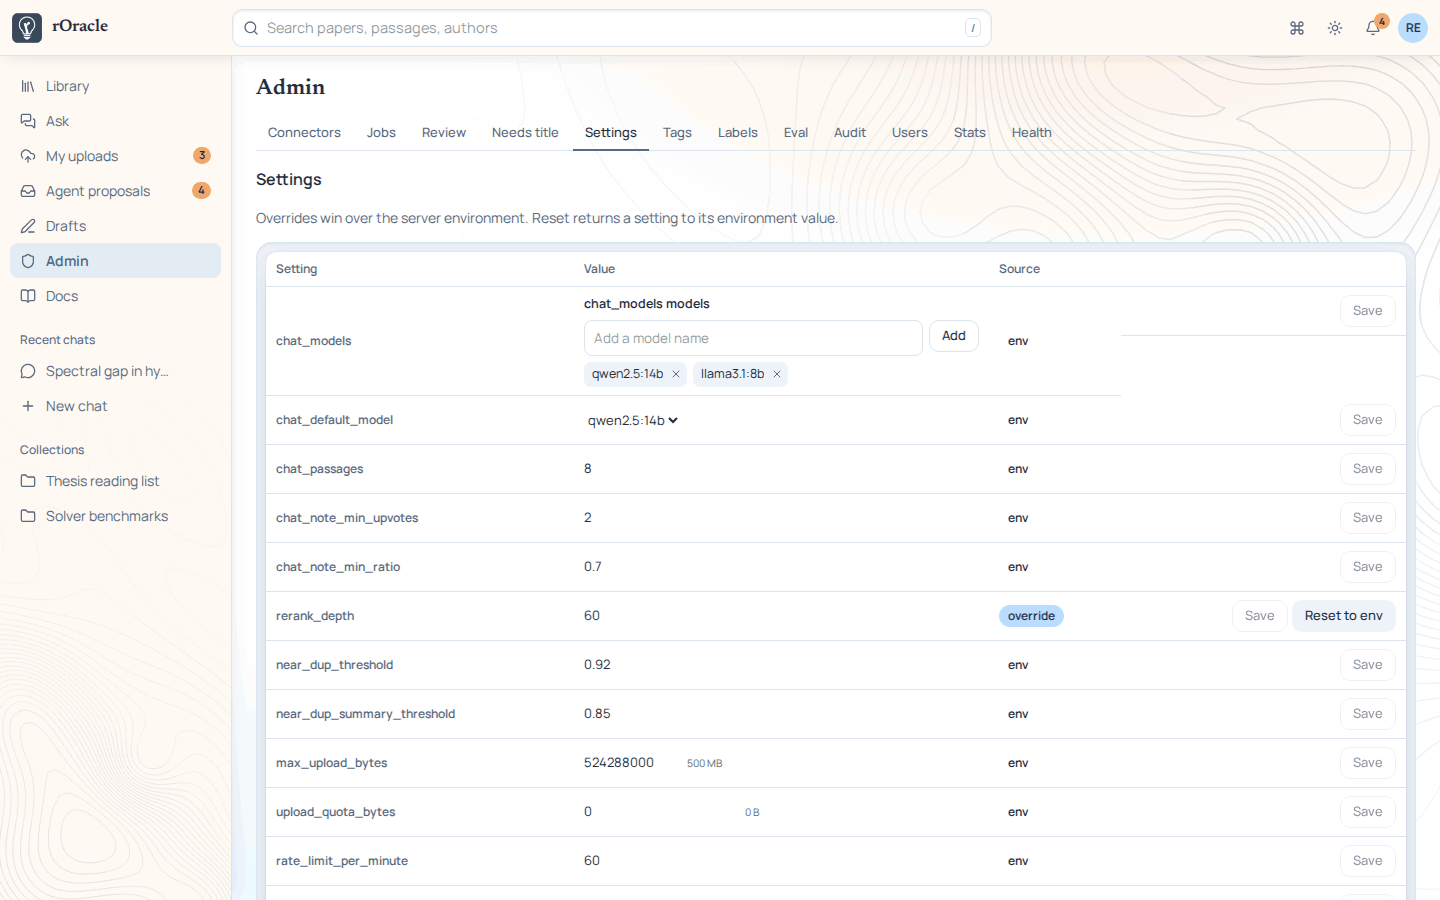 rOracle
Search papers, passages, authors
/
4
RE
Library
Ask
My uploads 3
Agent proposals 4
Drafts
Admin
Docs
Recent chats
Spectral gap in hy...
New chat
Collections
Thesis reading list
Solver benchmarks
Admin
Connectors Jobs Review Needs title Settings Tags Labels Eval Audit Users Stats Health
Settings
Overrides win over the server environment. Reset returns a setting to its environment value.
Setting Value Source
chat_models models
Save
chat_models Add a model name Add env
qwen2.5:14b × llama3.1:8b ×
chat_default_model qwen2.5:14b env Save
chat_passages 8 env Save
chat_note_min_upvotes 2 env Save
chat_note_min_ratio 0.7 env Save
rerank_depth 60 override Save Reset to env
near_dup_threshold 0.92 env Save
near_dup_summary_threshold 0.85 env Save
max_upload_bytes 524288000 500 MB env Save
upload_quota_bytes 0 0 B env Save
rate_limit_per_minute 60 env Save